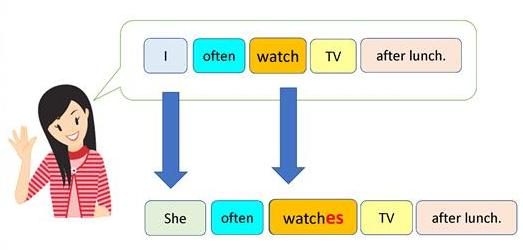 I often watch TV after lunch.
She often watches TV after lunch.